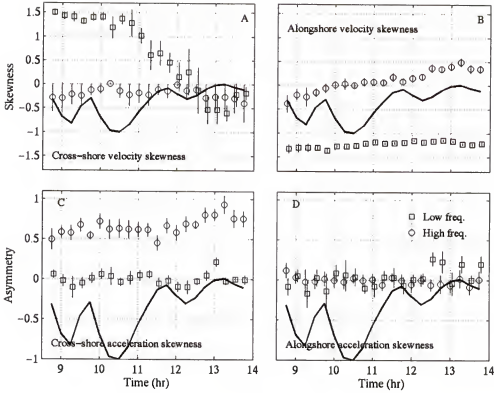 1.5
1
0.5
0
−0.5
−1
−1.5
Skewness
A
Cross−shore velocity skewness
B
Alongshore velocity skewness
1
0.5
0
−0.5
−1
Asymmetry
C
Cross−shore acceleration skewness
9 10 11 12 13 14
Time (hr)
D
Low freq.
High freq.
Alongshore acceleration skewness
9 10 11 12 13 14
Time (hr)